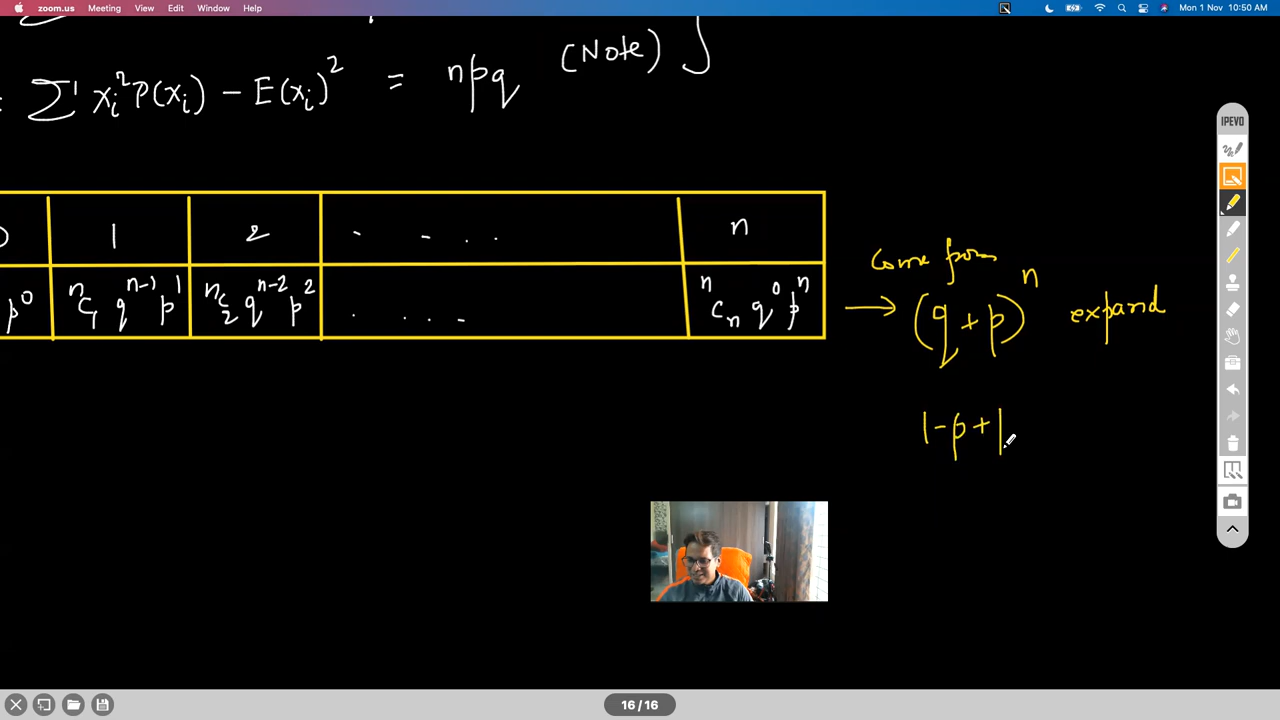 zoom.us Meeting View Edit Window Help Mon 1 Nov 10:50 AM
∑ xᵢ² P(xᵢ) − E(xᵢ)² = npq (Note)
1 2 - - . . n
p⁰ ⁿC₁ qⁿ⁻¹ p¹ ⁿC₂ qⁿ⁻² p² . . . - ⁿCₙ q⁰ pⁿ
→ come from
(q + p)ⁿ expand
1 - p + 
IPEVO
16 / 16